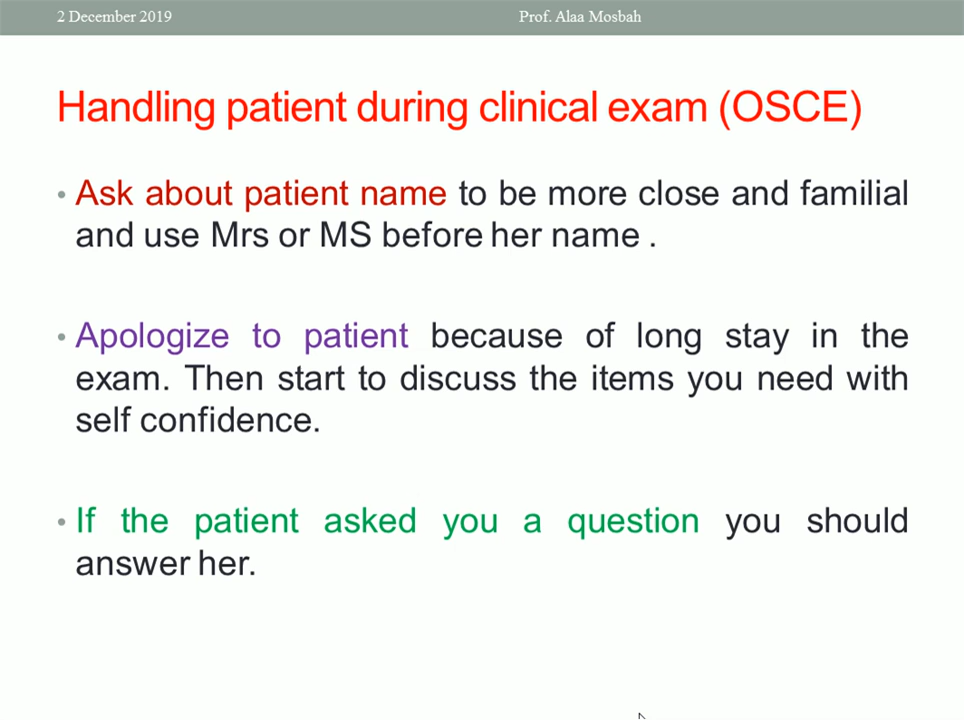 2 December 2019 Prof. Alaa Mosbah
Handling patient during clinical exam (OSCE)
• Ask about patient name to be more close and familial
and use Mrs or MS before her name .
• Apologize to patient because of long stay in the
exam. Then start to discuss the items you need with
self confidence.
• If the patient asked you a question you should
answer her.